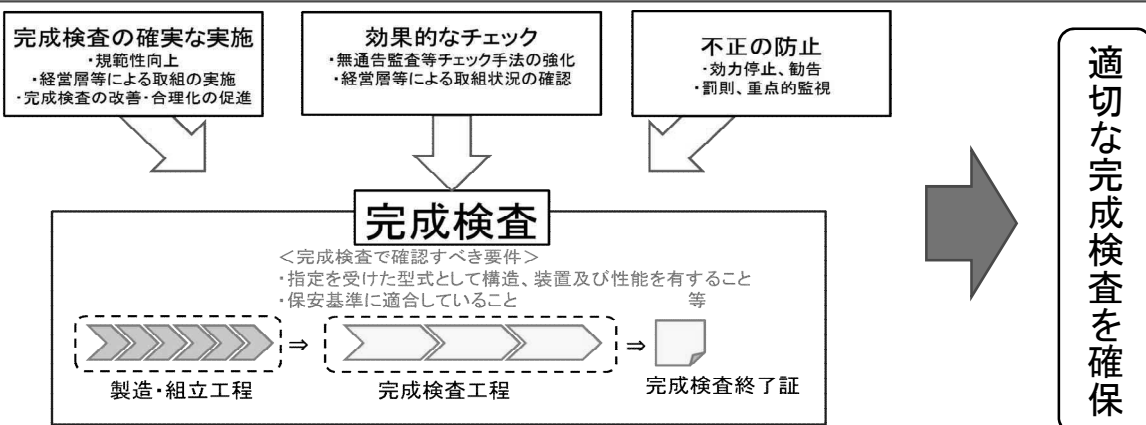 完成検査の確実な実施
・規範性向上
・経営層等による取組の実施
・完成検査の改善・合理化の促進
効果的なチェック
・無通告監査等チェック手法の強化
・経営層等による取組状況の確認
不正の防止
・効力停止、勧告
・罰則、重点的監視
完成検査
＜完成検査で確認すべき要件＞
・指定を受けた型式として構造、装置及び性能を有すること
・保安基準に適合していること 等
⇒
⇒
製造・組立工程
完成検査工程
完成検査終了証
適切な完成検査を確保